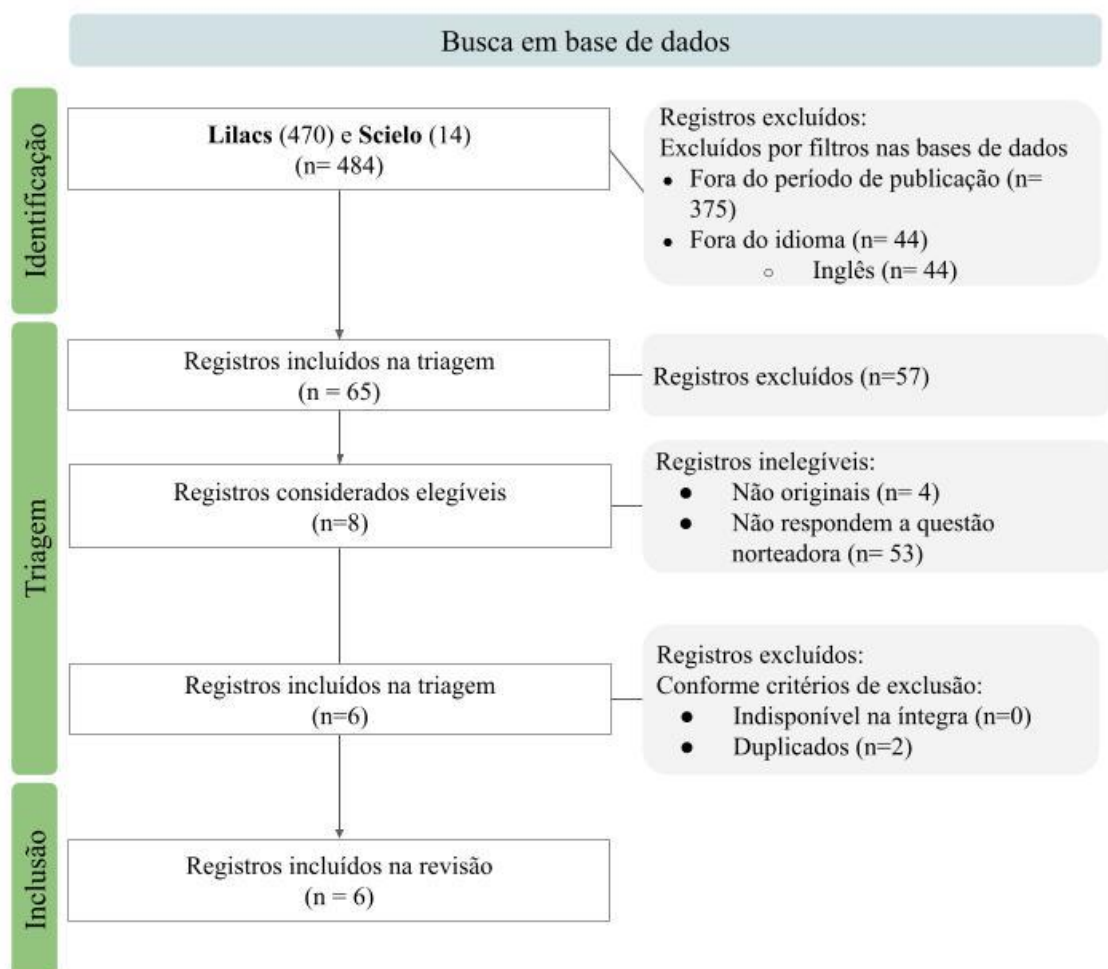 Busca em base de dados
Identificação
Lilacs (470) e Scielo (14)
(n= 484)
Registros excluídos:
Excluídos por filtros nas bases de dados
● Fora do período de publicação (n=
375)
● Fora do idioma (n= 44)
○ Inglês (n= 44)
Triagem
Registros incluídos na triagem
(n = 65)
Registros excluídos (n=57)
Registros considerados elegíveis
(n=8)
Registros inelegíveis:
● Não originais (n= 4)
● Não respondem a questão
norteadora (n= 53)
Registros incluídos na triagem
(n=6)
Registros excluídos:
Conforme critérios de exclusão:
● Indisponível na íntegra (n=0)
● Duplicados (n=2)
Inclusão
Registros incluídos na revisão
(n = 6)